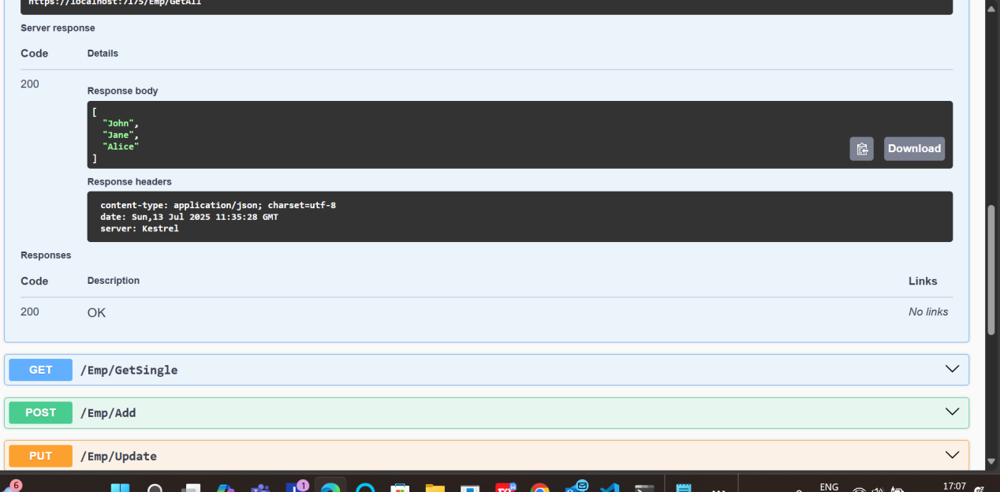 https://localhost:7175/Emp/GetAll
Server response
Code Details
200
Response body
[
"John",
"Jane",
"Alice"
]
Download
Response headers
content-type: application/json; charset=utf-8
date: Sun,13 Jul 2025 11:35:28 GMT
server: Kestrel
Responses
Code Description Links
200 OK No links
GET /Emp/GetSingle
POST /Emp/Add
PUT /Emp/Update
6
1
ENG
17:07